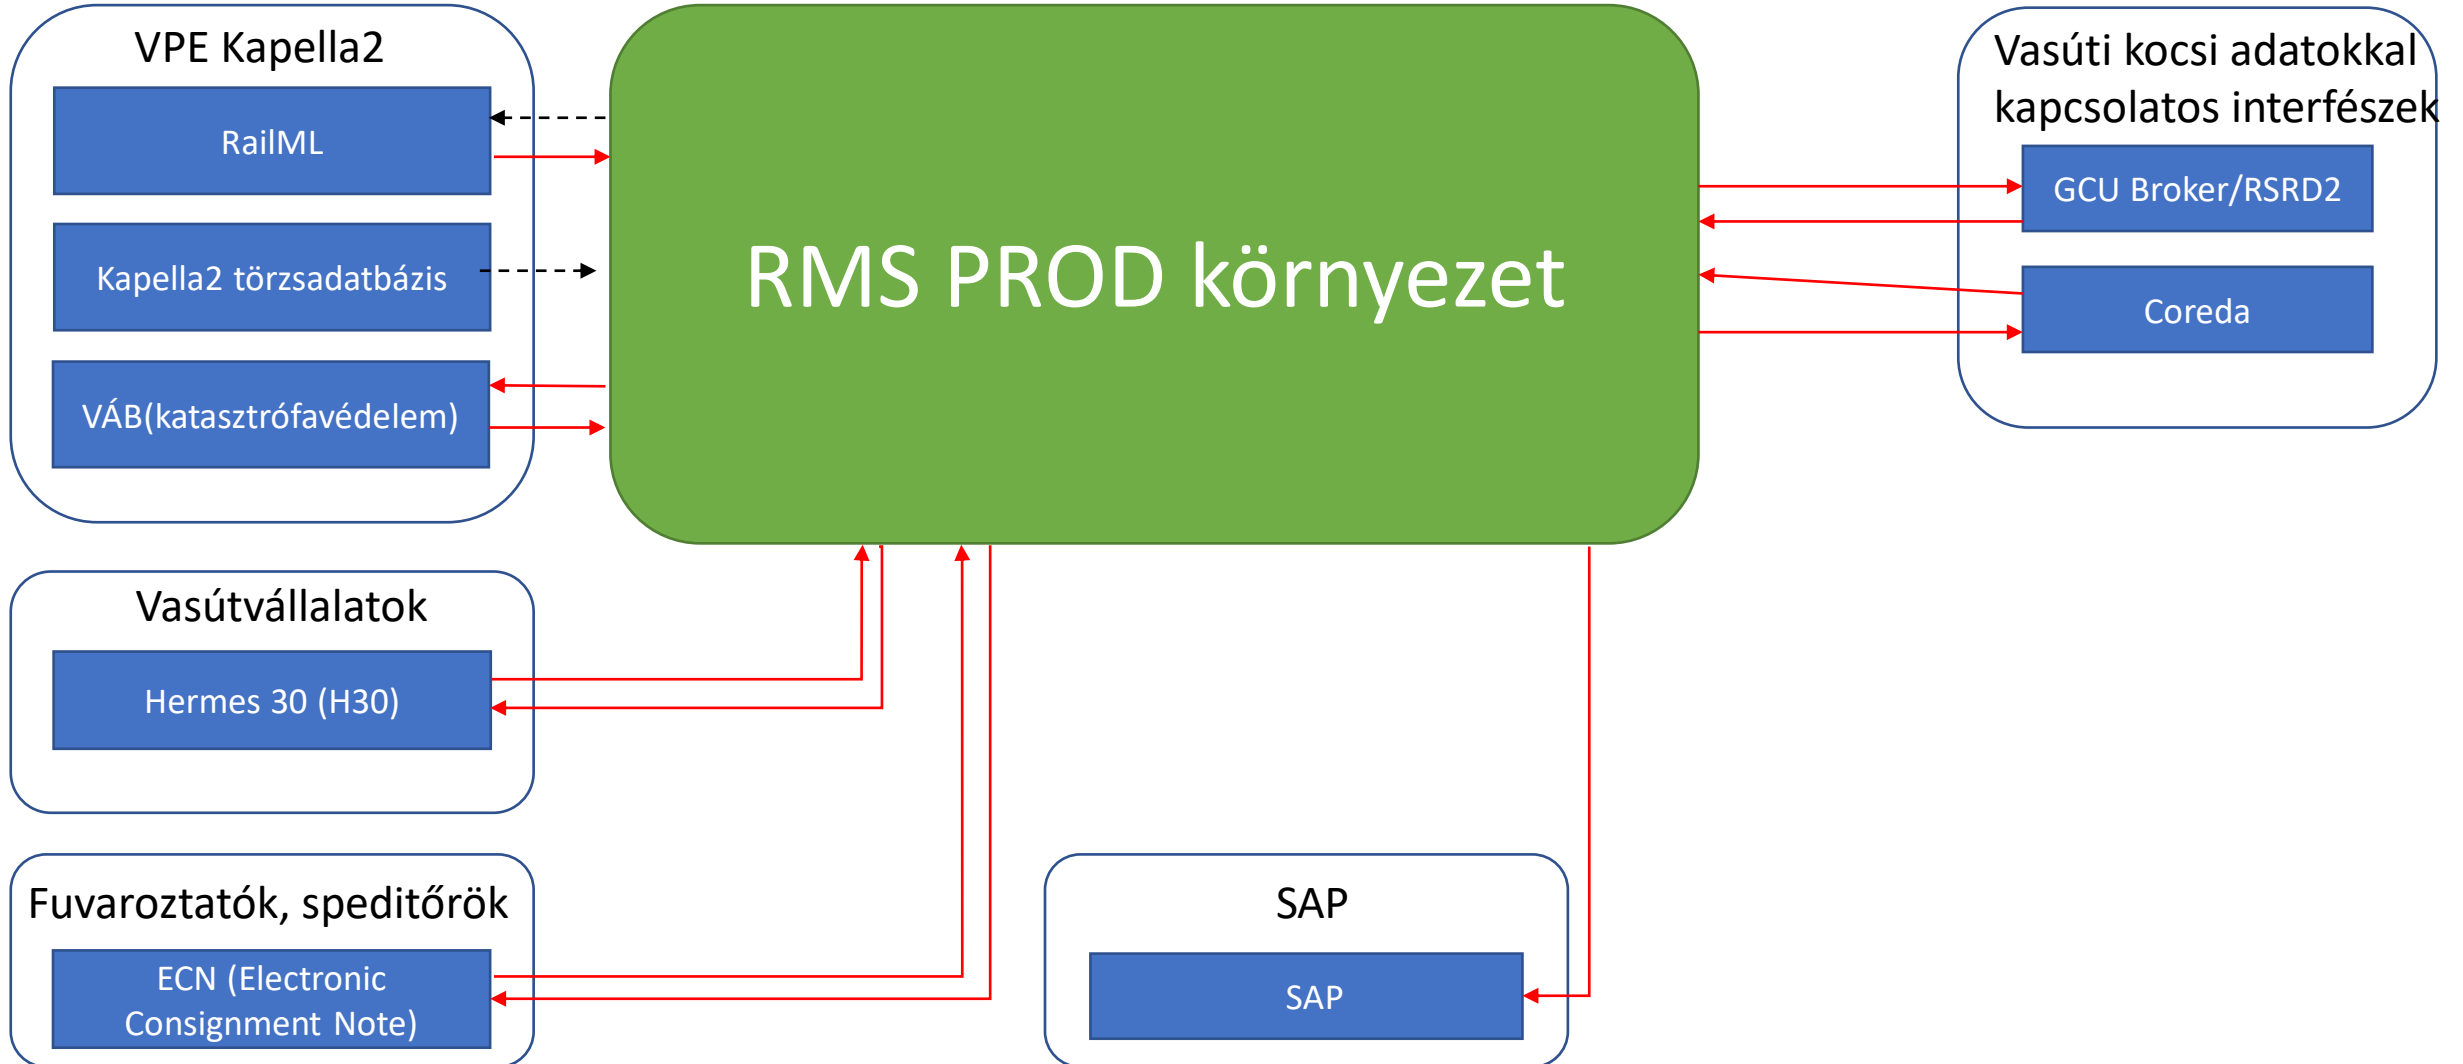 VPE Kapella2
RailML
Kapella2 törzsadatbázis
VÁB(katasztrófavédelem)
RMS PROD környezet
Vasúti kocsi adatokkal
kapcsolatos interfészek
GCU Broker/RSRD2
Coreda
Vasútvállalatok
Hermes 30 (H30)
Fuvaroztatók, speditőrök
ECN (Electronic
Consignment Note)
SAP
SAP